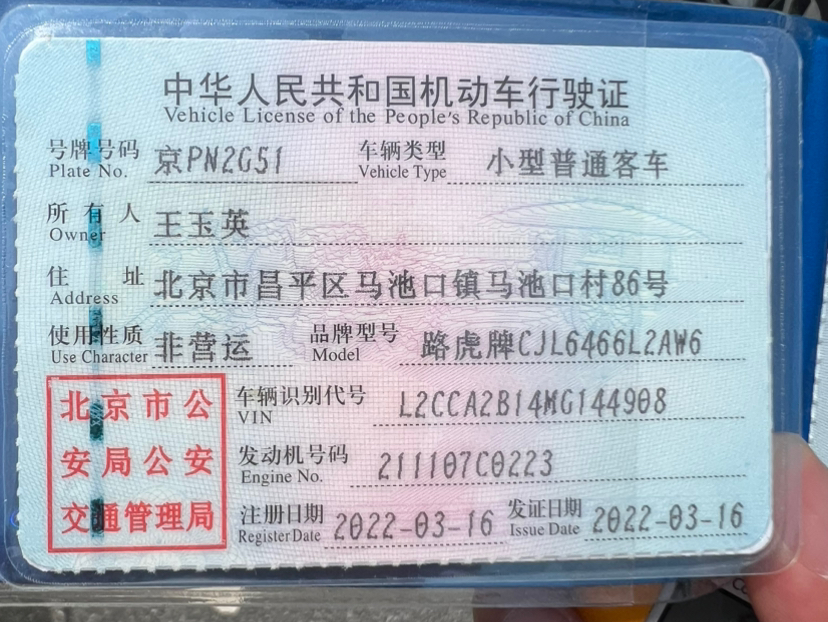 中华人民共和国机动车行驶证
Vehicle License of the People's Republic of China
号牌号码 京PN2G51 车辆类型 小型普通客车
Plate No. Vehicle Type
所有人 王玉英
Owner
住址 北京市昌平区马池口镇马池口村86号
Address
使用性质 非营运 品牌型号 路虎牌CJL6466L2AW6
Use Character Model
北京市公
安局公安
交通管理局
车辆识别代号 L2CCA2B14MG144908
VIN
发动机号码 211107C0223
Engine No.
注册日期 2022-03-16 发证日期 2022-03-16
Register Date Issue Date